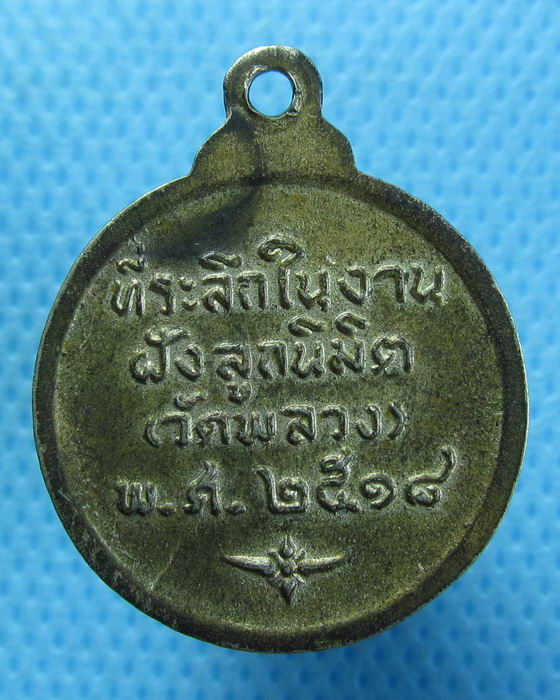 ที่ระลึกในงาน
ฝังลูกนิมิต
(วัดพลวง)
พ.ศ. ๒๕๑๘